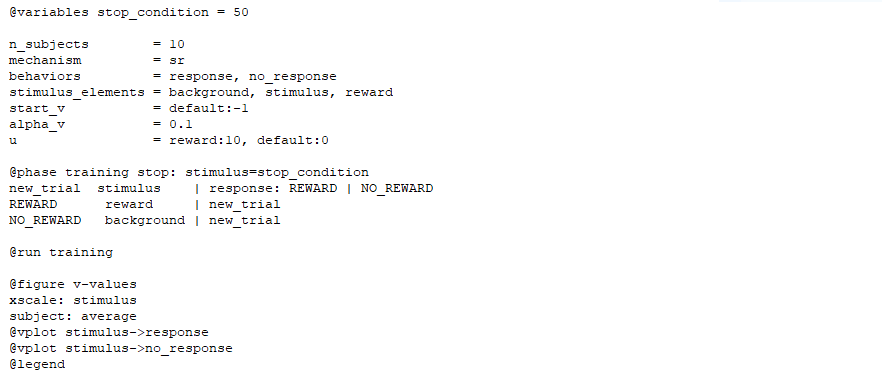 @variables stop_condition = 50
n_subjects = 10
mechanism = sr
behaviors = response, no_response
stimulus_elements = background, stimulus, reward
start_v = default:-1
alpha_v = 0.1
u = reward:10, default:0
@phase training stop: stimulus=stop_condition
new_trial stimulus | response: REWARD | NO_REWARD
REWARD reward | new_trial
NO_REWARD background | new_trial
@run training
@figure v-values
xscale: stimulus
subject: average
@vplot stimulus->response
@vplot stimulus->no_response
@legend